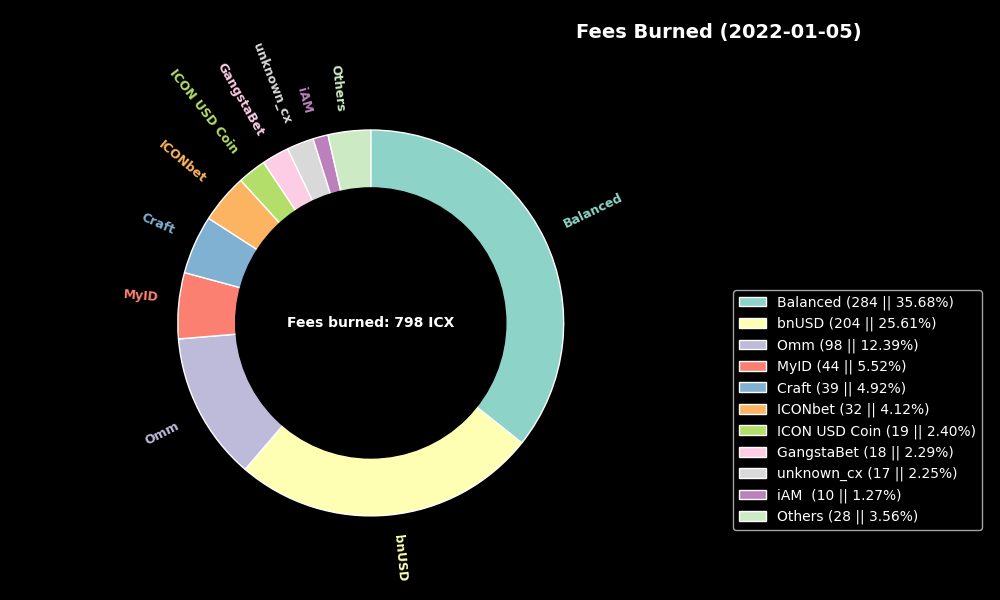 Fees Burned (2022-01-05)
Others
iAM
unknown_cx
GangstaBet
ICON USD Coin
ICONbet
Craft
MyID
Omm
bnUSD
Balanced
Fees burned: 798 ICX
Balanced (284 || 35.68%)
bnUSD (204 || 25.61%)
Omm (98 || 12.39%)
MyID (44 || 5.52%)
Craft (39 || 4.92%)
ICONbet (32 || 4.12%)
ICON USD Coin (19 || 2.40%)
GangstaBet (18 || 2.29%)
unknown_cx (17 || 2.25%)
iAM  (10 || 1.27%)
Others (28 || 3.56%)